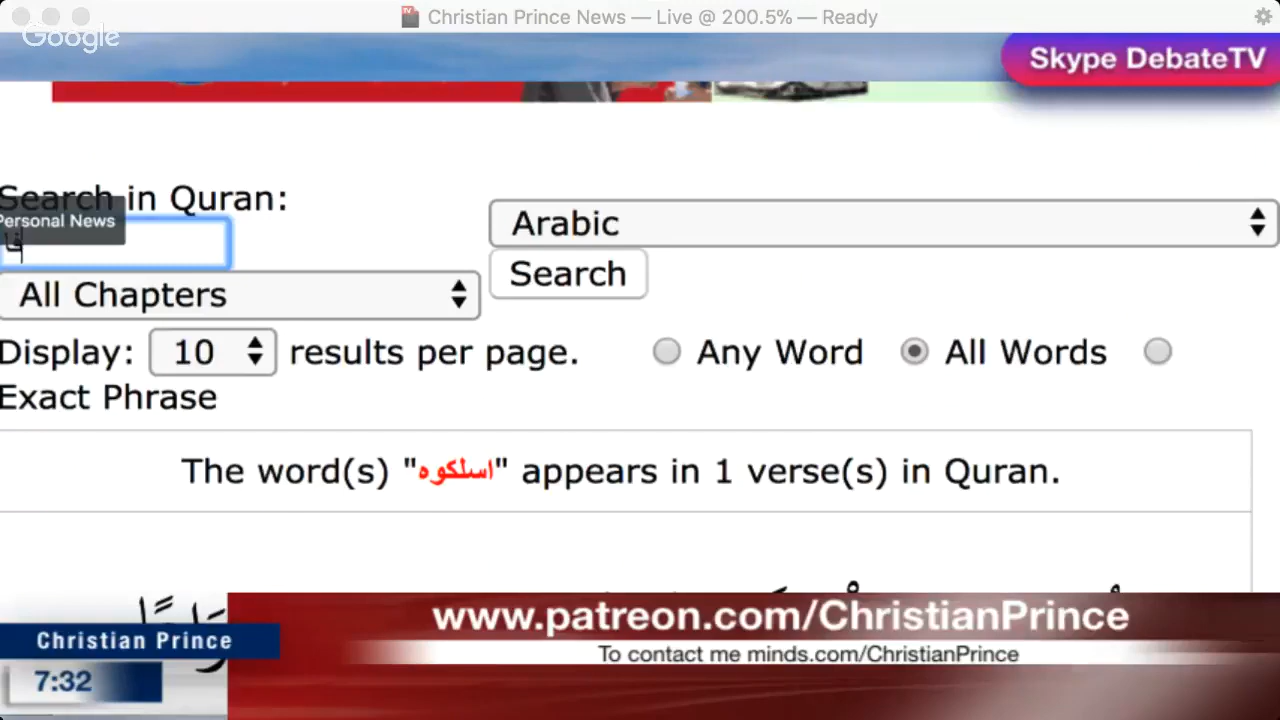 Christian Prince News — Live @ 200.5% — Ready
Google
Skype DebateTV
Search in Quran:
Personal News
فا
Arabic
Search
All Chapters
Display: 10 results per page. Any Word All Words
Exact Phrase
The word(s) "اسلكوه" appears in 1 verse(s) in Quran.
www.patreon.com/ChristianPrince
Christian Prince
To contact me minds.com/ChristianPrince
7:32